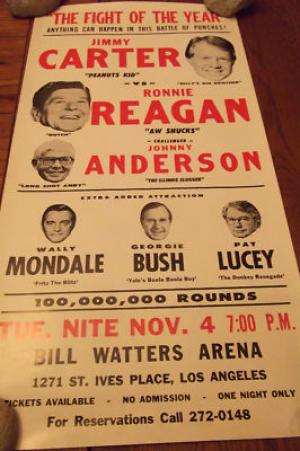 THE FIGHT OF THE YEAR
ANYTHING CAN HAPPEN IN THIS BATTLE OF PUNCHES!
JIMMY
CARTER
"PEANUTS KID"
"BILLY'S BIG BROTHER"
- VS -
RONNIE
REAGAN
"DUTCH"
"AW SHUCKS"
- CHALLENGER -
JOHNNY
ANDERSON
"LONG SHOT ANDY"
"THE ILLINOIS SLUGGER"
EXTRA ADDED ATTRACTION
WALLY
MONDALE
"Fritz The Blitz"
GEORGIE
BUSH
"Yale's Boola Boola Boy"
PAT
LUCEY
"The Donkey Renegade"
100,000,000 ROUNDS
TUE. NITE NOV. 4 7:00 P.M.
BILL WATTERS ARENA
1271 ST. IVES PLACE, LOS ANGELES
TICKETS AVAILABLE - NO ADMISSION - ONE NIGHT ONLY
For Reservations Call 272-0148